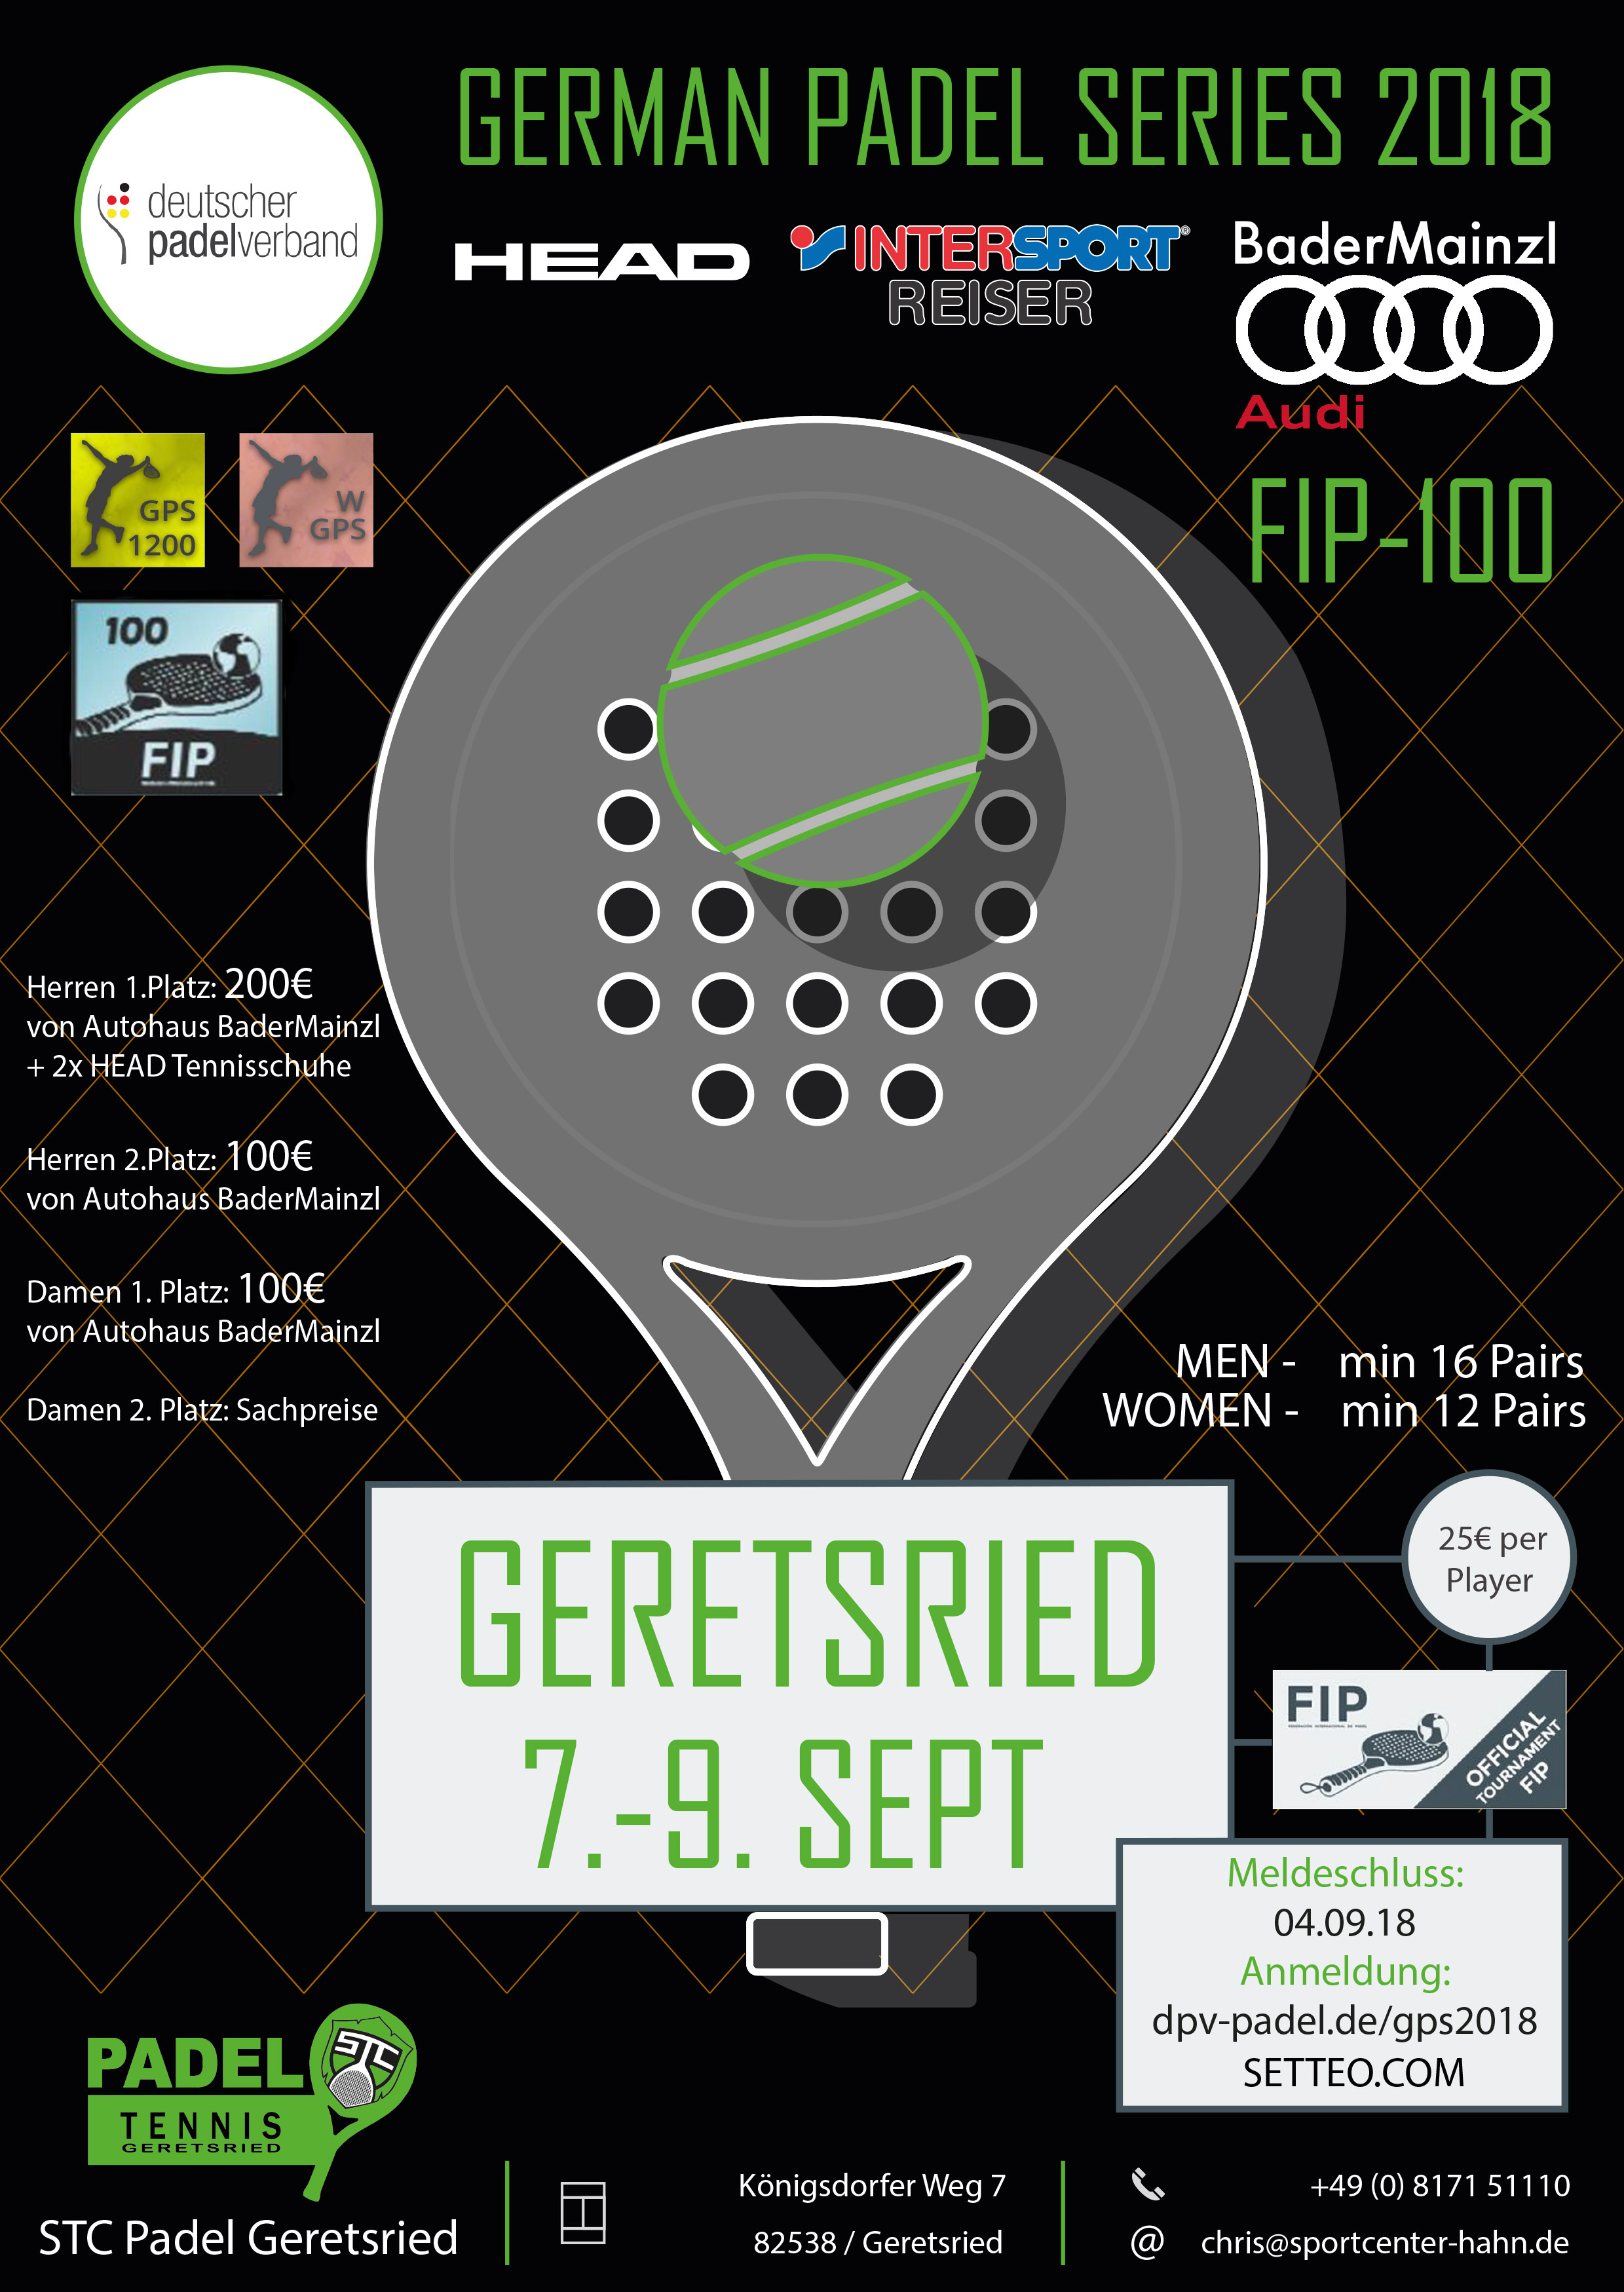 GERMAN PADEL SERIES 2018
deutscher
padelverband
HEAD
INTERSPORT®
REISER
BaderMainzl
Audi
GPS
1200
W
GPS
FIP-100
100
FIP
Herren 1.Platz: 200€
von Autohaus BaderMainzl
+ 2x HEAD Tennisschuhe
Herren 2.Platz: 100€
von Autohaus BaderMainzl
Damen 1. Platz: 100€
von Autohaus BaderMainzl
Damen 2. Platz: Sachpreise
MEN - min 16 Pairs
WOMEN - min 12 Pairs
GERETSRIED
7.-9. SEPT
25€ per
Player
FIP
FEDERACIÓN INTERNACIONAL DE PADEL
OFFICIAL
TOURNAMENT
FIP
Meldeschluss:
04.09.18
Anmeldung:
dpv-padel.de/gps2018
SETTEO.COM
PADEL
STC
TENNIS
GERETSRIED
STC Padel Geretsried
Königsdorfer Weg 7
82538 / Geretsried
+49 (0) 8171 51110
@ chris@sportcenter-hahn.de